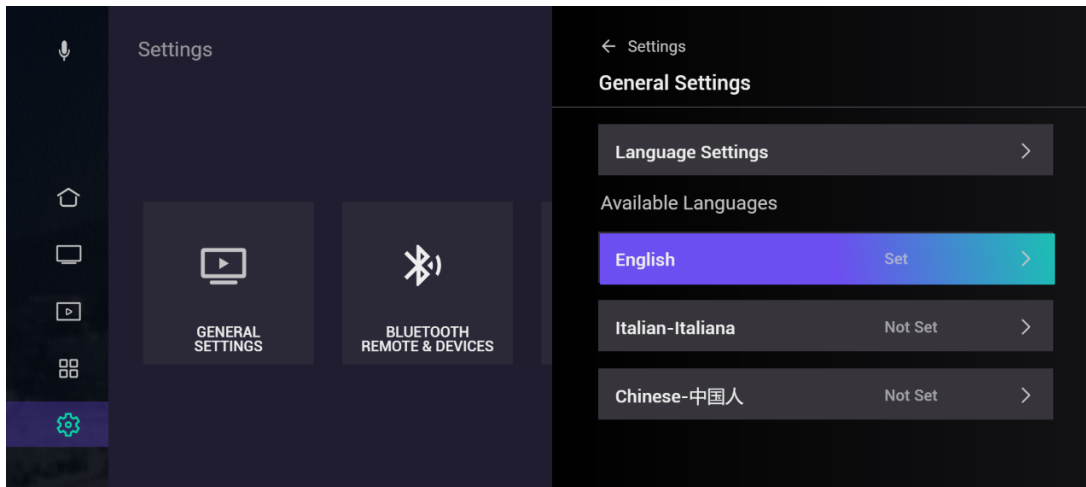 Settings
GENERAL
SETTINGS
BLUETOOTH
REMOTE & DEVICES
Settings
General Settings
Language Settings
Available Languages
English Set
Italian-Italiana Not Set
Chinese-中国人 Not Set